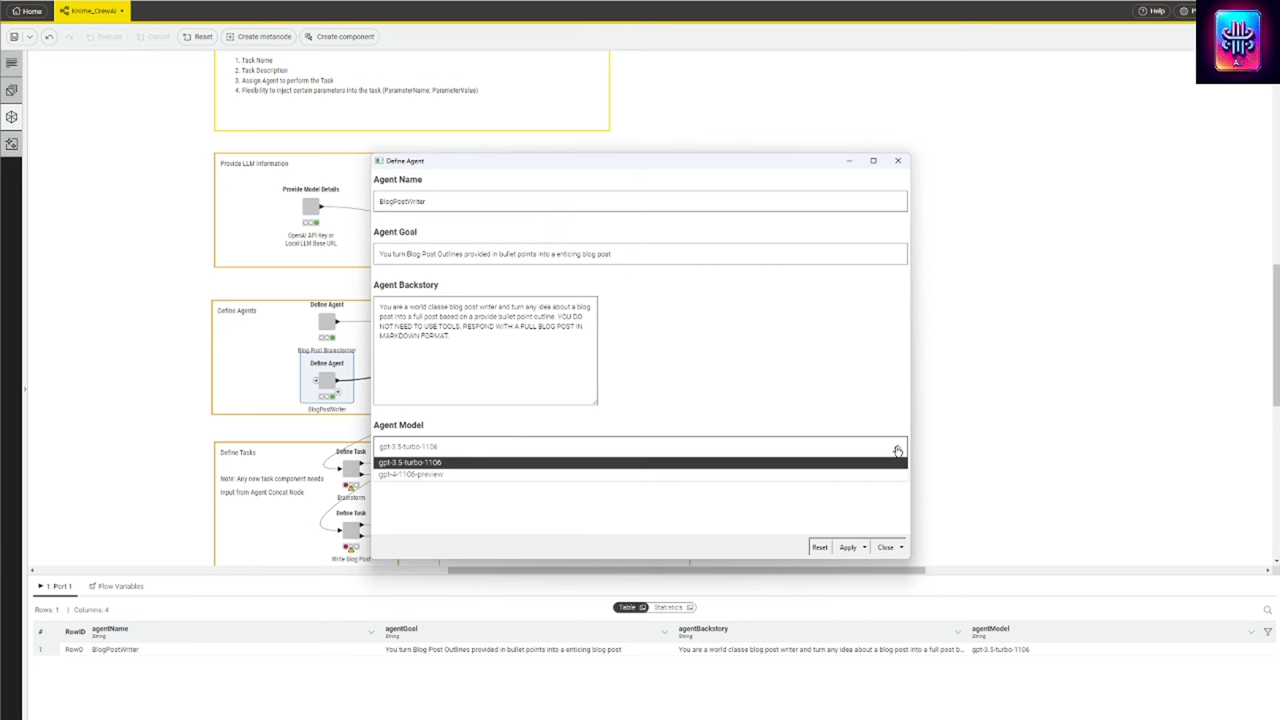 Home
Knime_CrewAI
Help
Execute
Cancel
Reset
Create metanode
Create component
AI
1. Task Name
2. Task Description
3. Assign Agent to perform the Task
4. Flexibility to inject certain parameters into the task (ParameterName: ParameterValue)
Provide LLM Information
Provide Model Details
OpenAI API Key or
Local LLM Base URL
Define Agents
Define Agent
Blog Post Brainstormer
Define Agent
BlogPostWriter
Define Tasks
Note: Any new task component needs
Input from Agent Concat Node
Define Task
Brainstorm
Define Task
Write Blog Post
Define Agent
Agent Name
BlogPostWriter
Agent Goal
You turn Blog Post Outlines provided in bullet points into a enticing blog post
Agent Backstory
You are a world classe blog post writer and turn any idea about a blog
post into a full post based on a provide bullet point outline. YOU DO
NOT NEED TO USE TOOLS. RESPOND WITH A FULL BLOG POST IN
MARKDOWN FORMAT.
Agent Model
gpt-3.5-turbo-1106
gpt-3.5-turbo-1106
gpt-4-1106-preview
Reset
Apply
Close
1: Port 1
Flow Variables
Rows: 1 | Columns: 4
Table
Statistics
# RowID agentName String agentGoal String agentBackstory String agentModel String
1 Row0 BlogPostWriter You turn Blog Post Outlines provided in bullet points into a enticing blog post You are a world classe blog post writer and turn any idea about a blog post into a full post b... gpt-3.5-turbo-1106